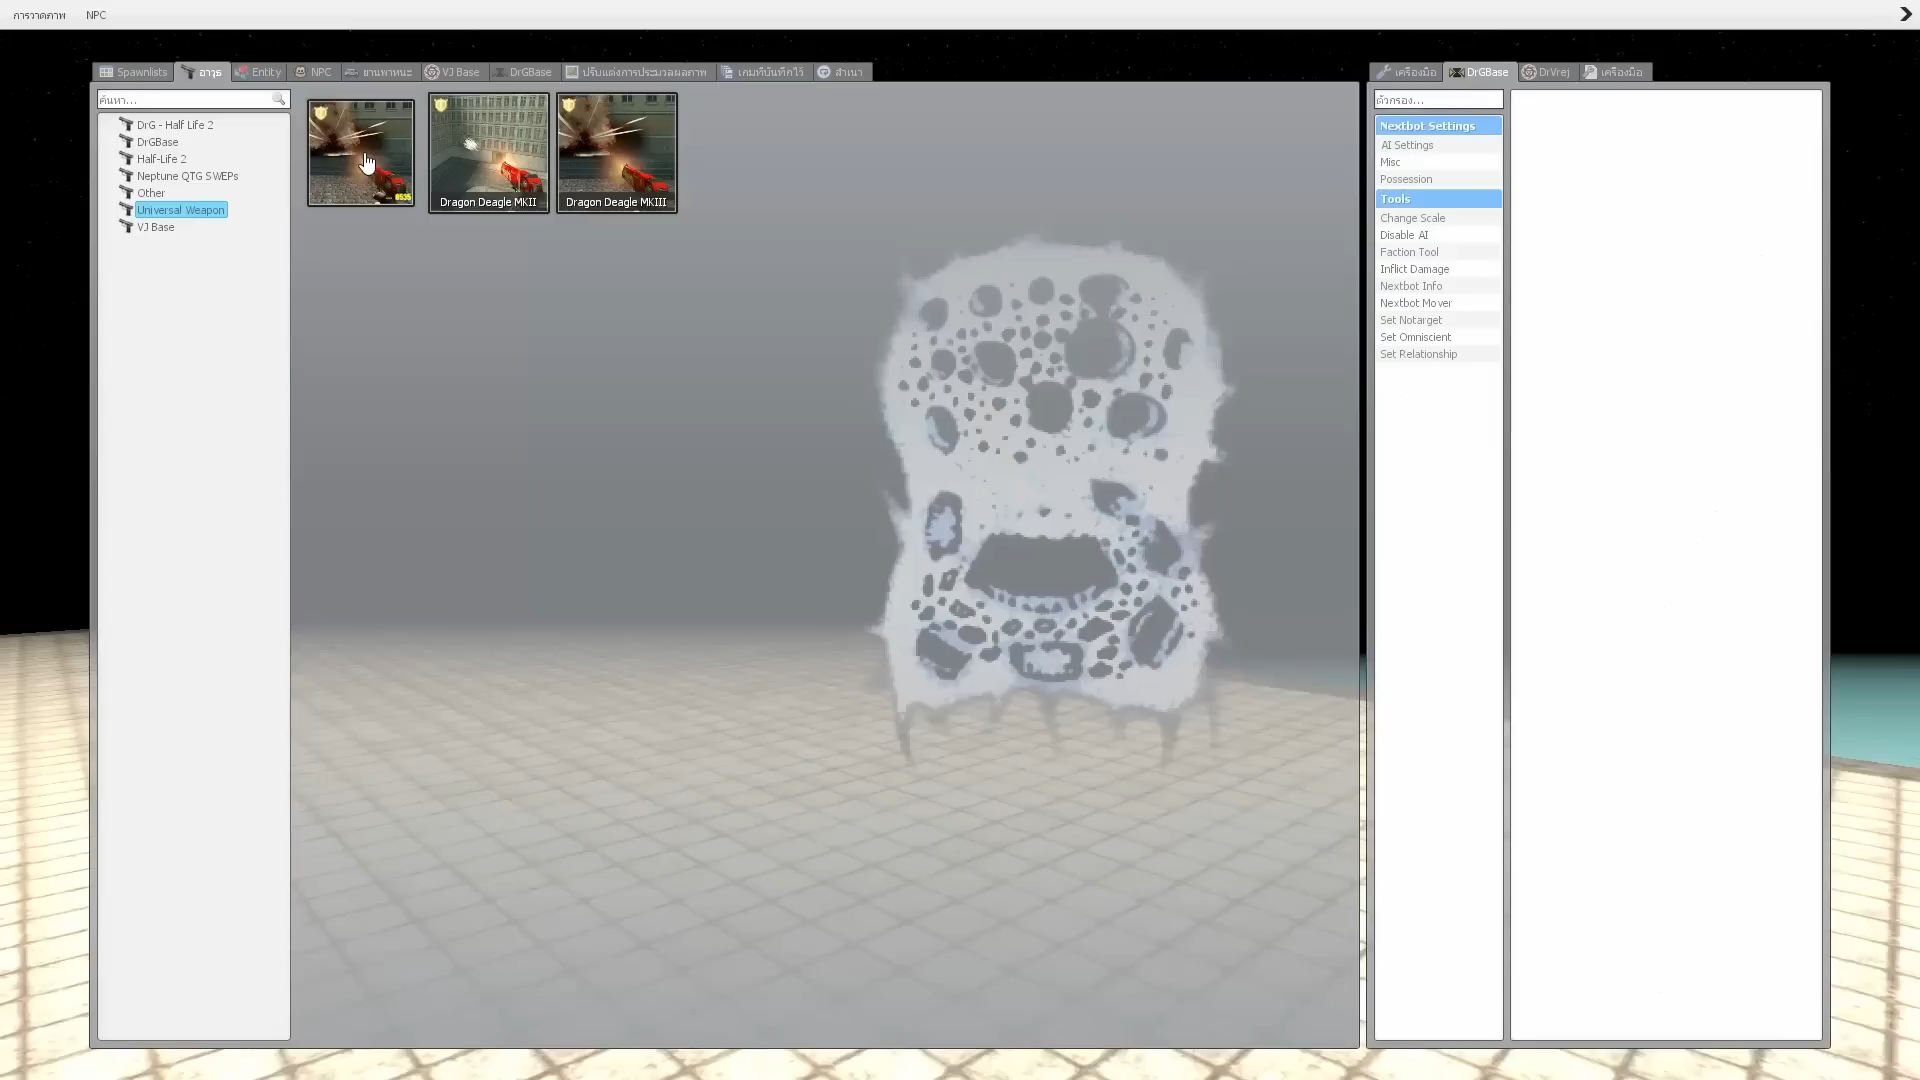 การวาดภาพ NPC
Spawnlists อาวุธ Entity NPC ยานพาหนะ VJ Base DrGBase ปรับแต่งการประมวลผลภาพ เกมที่บันทึกไว้ สำเนา
เครื่องมือ DrGBase DrVrej เครื่องมือ
ค้นหา...
DrG - Half Life 2
DrGBase
Half-Life 2
Neptune QTG SWEPs
Other
Universal Weapon
VJ Base
Dragon Deagle MKII
Dragon Deagle MKIII
ตัวกรอง...
Nextbot Settings
AI Settings
Misc
Possession
Tools
Change Scale
Disable AI
Faction Tool
Inflict Damage
Nextbot Info
Nextbot Mover
Set Notarget
Set Omniscient
Set Relationship